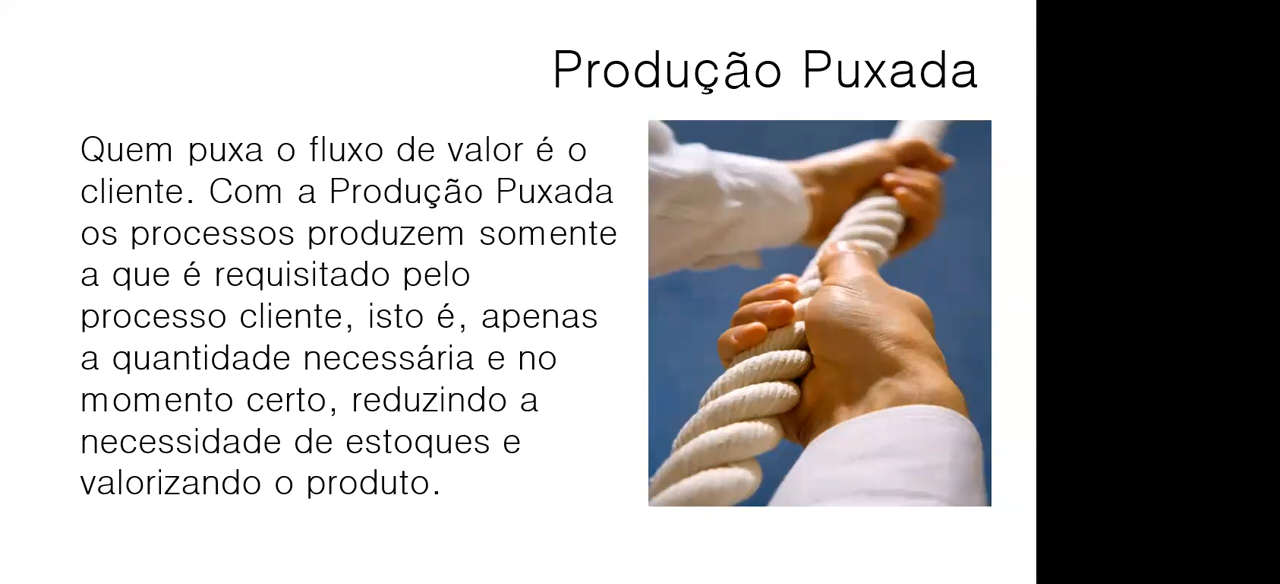 Produção Puxada
Quem puxa o fluxo de valor é o
cliente. Com a Produção Puxada
os processos produzem somente
a que é requisitado pelo
processo cliente, isto é, apenas
a quantidade necessária e no
momento certo, reduzindo a
necessidade de estoques e
valorizando o produto.